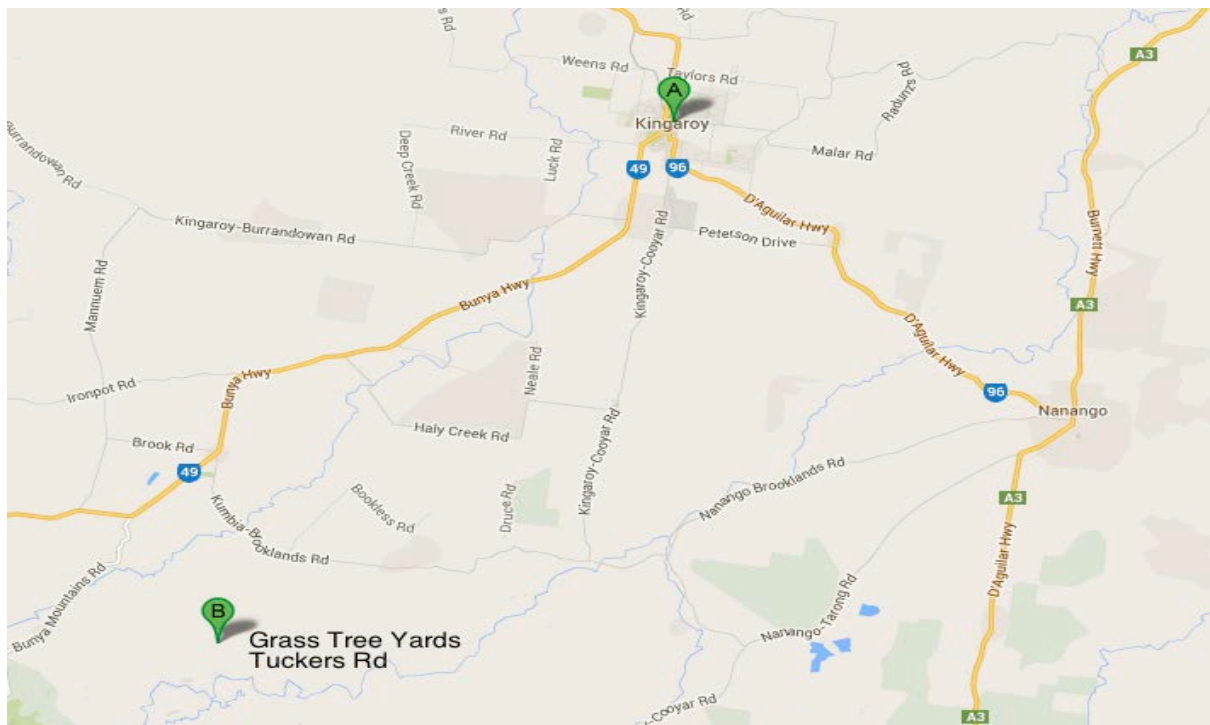 A3
Weens Rd
Taylors Rd
Radunzs Rd
A
Kingaroy
River Rd
Deep Creek Rd
Luck Rd
Malar Rd
49
96
Burrandowan Rd
D'Aguilar Hwy
Kingaroy-Burrandowan Rd
Kingaroy-Cooyar Rd
Peterson Drive
Burnett Hwy
Mannuem Rd
Bunya Hwy
A3
D'Aguilar Hwy
Ironpot Rd
Bunya Hwy
Neale Rd
96
Nanango
Haly Creek Rd
Kingaroy-Cooyar Rd
Brook Rd
49
Nanango Brooklands Rd
Bookless Rd
Druce Rd
A3
Kumbia-Brooklands Rd
D'Aguilar Hwy
Bunya Mountains Rd
B
Nanango-Tarong Rd
Grass Tree Yards
Tuckers Rd
-Cooyar Rd
A3